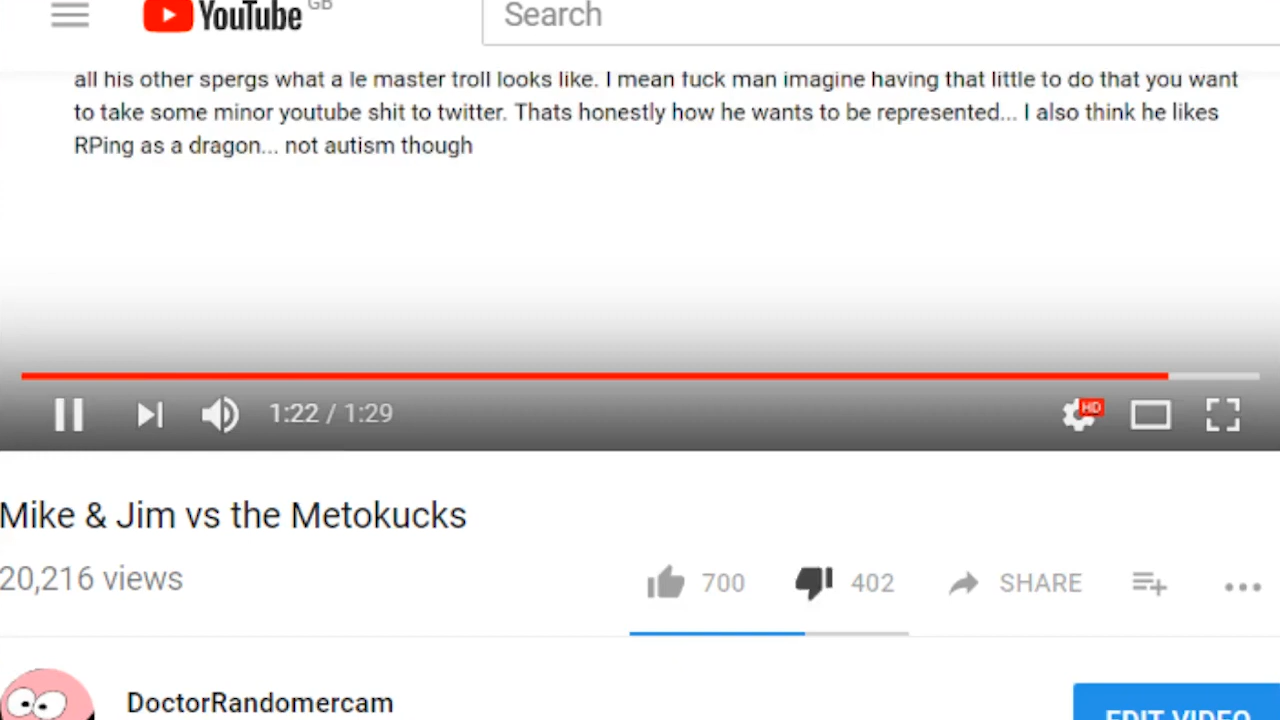 YouTube GB
Search
all his other spergs what a le master troll looks like. I mean fuck man imagine having that little to do that you want
to take some minor youtube shit to twitter. Thats honestly how he wants to be represented... I also think he likes
RPing as a dragon... not autism though
1:22 / 1:29
HD
Mike & Jim vs the Metokucks
20,216 views
700
402
SHARE
DoctorRandomercam
EDIT VIDEO